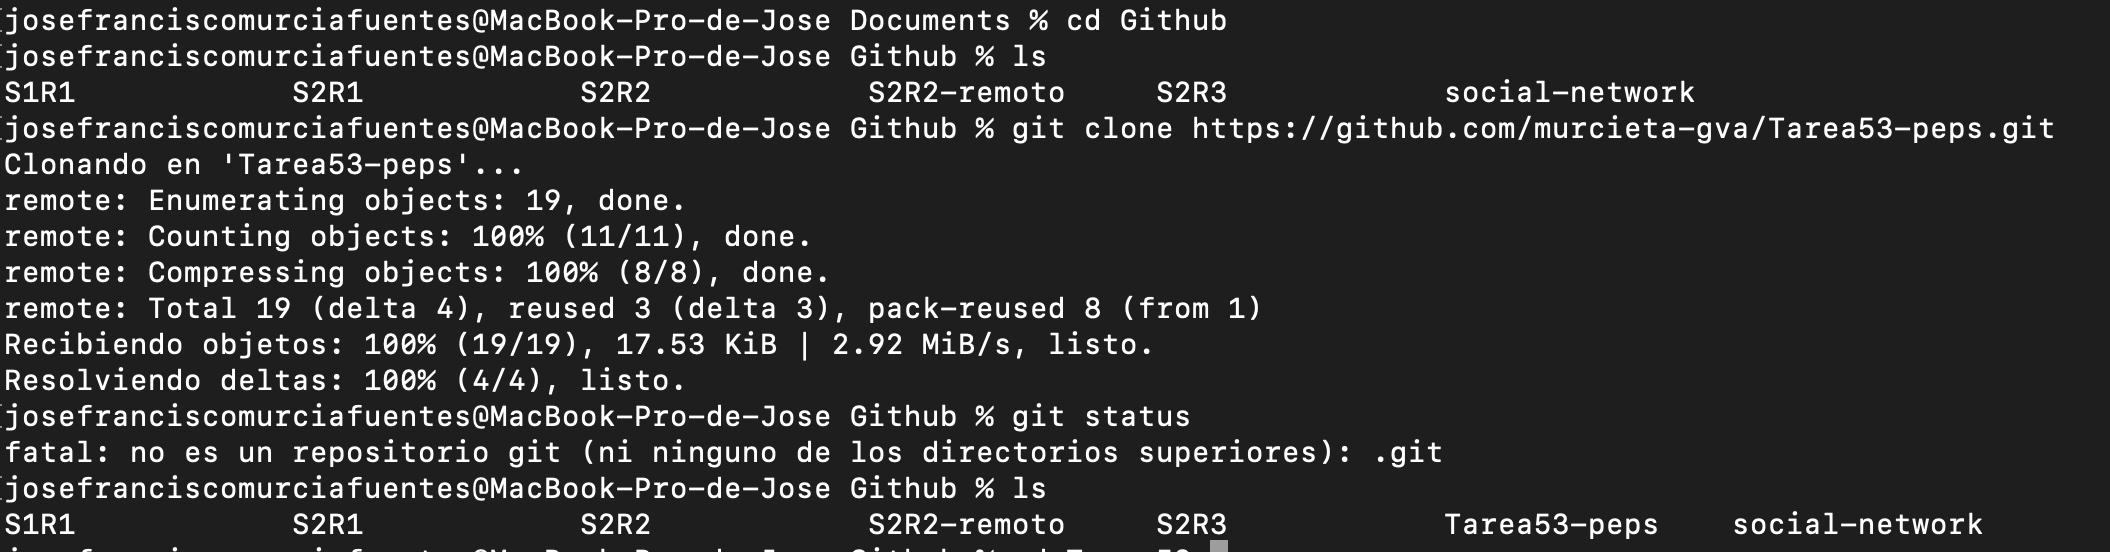 josefranciscomurciafuentes@MacBook-Pro-de-Jose Documents % cd Github
josefranciscomurciafuentes@MacBook-Pro-de-Jose Github % ls
S1R1 S2R1 S2R2 S2R2-remoto S2R3 social-network
josefranciscomurciafuentes@MacBook-Pro-de-Jose Github % git clone https://github.com/murcieta-gva/Tarea53-peps.git
Clonando en 'Tarea53-peps'...
remote: Enumerating objects: 19, done.
remote: Counting objects: 100% (11/11), done.
remote: Compressing objects: 100% (8/8), done.
remote: Total 19 (delta 4), reused 3 (delta 3), pack-reused 8 (from 1)
Recibiendo objetos: 100% (19/19), 17.53 KiB | 2.92 MiB/s, listo.
Resolviendo deltas: 100% (4/4), listo.
josefranciscomurciafuentes@MacBook-Pro-de-Jose Github % git status
fatal: no es un repositorio git (ni ninguno de los directorios superiores): .git
josefranciscomurciafuentes@MacBook-Pro-de-Jose Github % ls
S1R1 S2R1 S2R2 S2R2-remoto S2R3 Tarea53-peps social-network